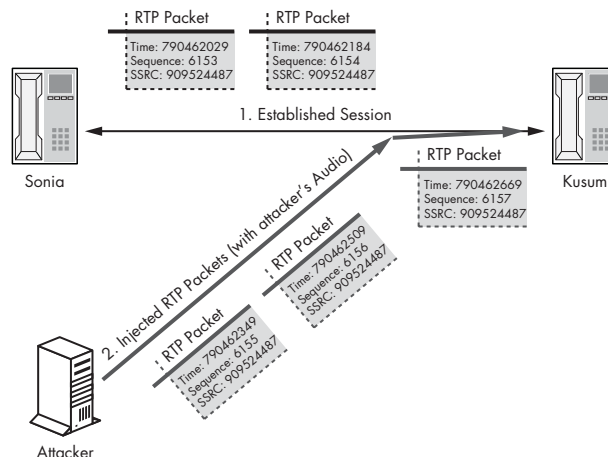 RTP Packet
Time: 790462029
Sequence: 6153
SSRC: 909524487
RTP Packet
Time: 790462184
Sequence: 6154
SSRC: 909524487
1. Established Session
Sonia
Kusum
RTP Packet
Time: 790462669
Sequence: 6157
SSRC: 909524487
2. Injected RTP Packets (with attacker's Audio)
RTP Packet
Time: 790462509
Sequence: 6156
SSRC: 909524487
RTP Packet
Time: 790462349
Sequence: 6155
SSRC: 909524487
Attacker